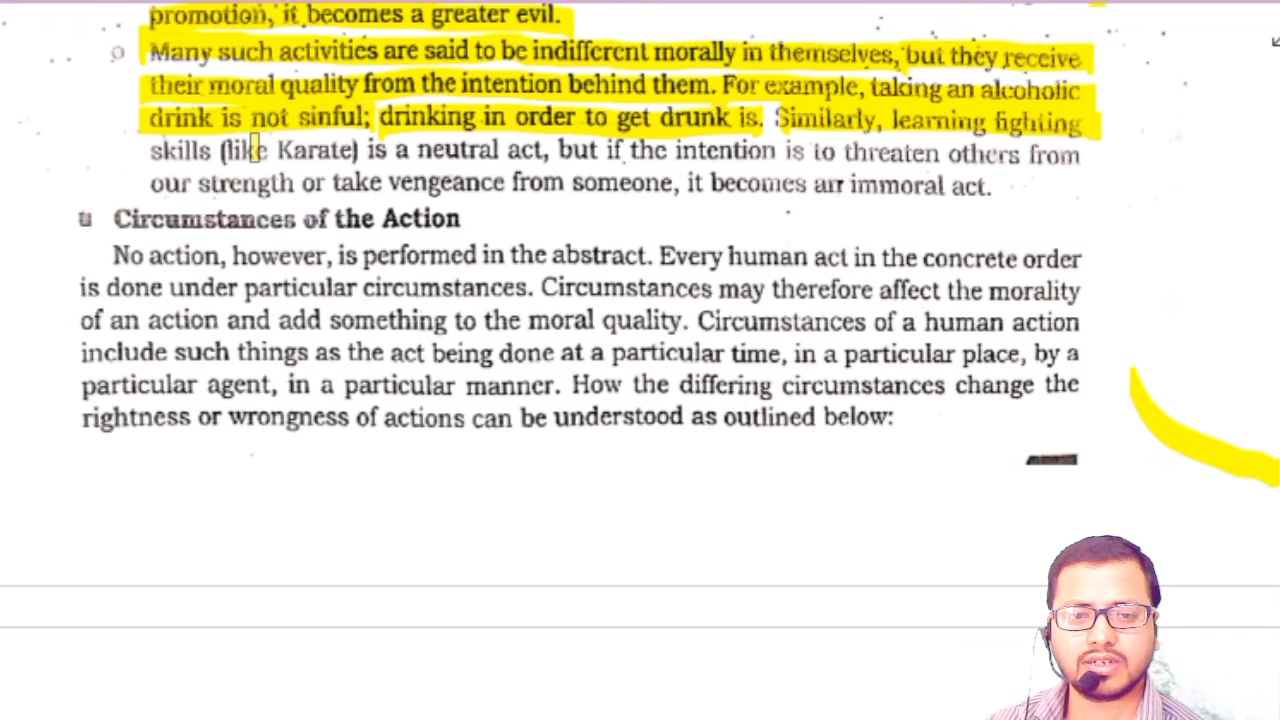 promotion, it becomes a greater evil.
Many such activities are said to be indifferent morally in themselves, but they receive
their moral quality from the intention behind them. For example, taking an alcoholic
drink is not sinful; drinking in order to get drunk is. Similarly, learning fighting
skills (like Karate) is a neutral act, but if the intention is to threaten others from
our strength or take vengeance from someone, it becomes an immoral act.
Circumstances of the Action
No action, however, is performed in the abstract. Every human act in the concrete order
is done under particular circumstances. Circumstances may therefore affect the morality
of an action and add something to the moral quality. Circumstances of a human action
include such things as the act being done at a particular time, in a particular place, by a
particular agent, in a particular manner. How the differing circumstances change the
rightness or wrongness of actions can be understood as outlined below: